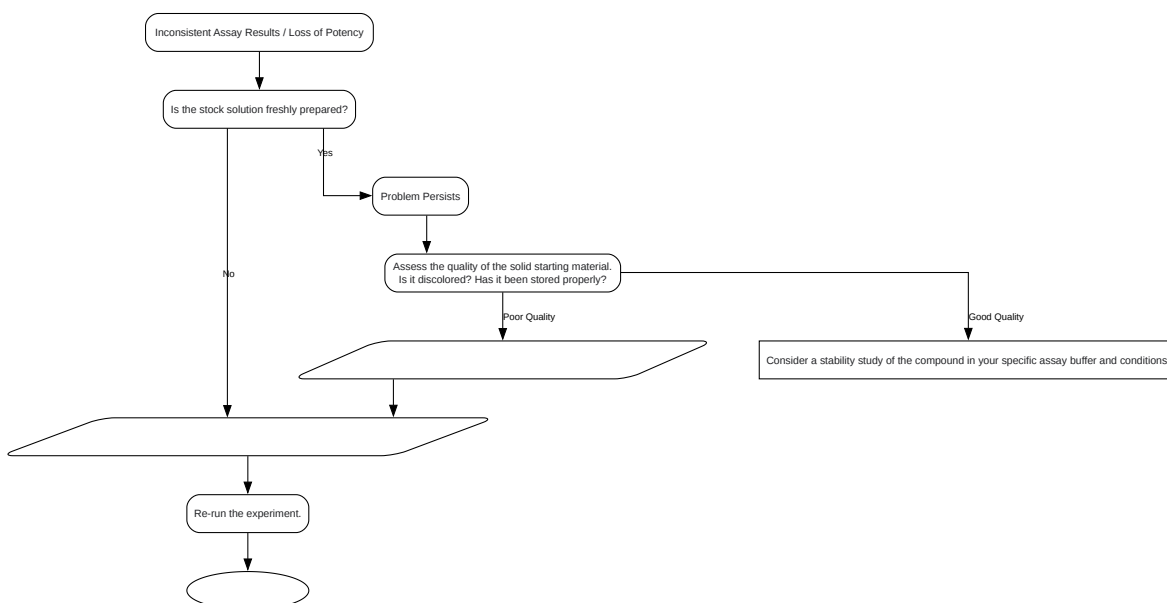 Inconsistent Assay Results / Loss of Potency
Is the stock solution freshly prepared?
Yes
Problem Persists
No
Assess the quality of the solid starting material.
Is it discolored? Has it been stored properly?
Poor Quality
Good Quality
Consider a stability study of the compound in your specific assay buffer and conditions
Re-run the experiment.